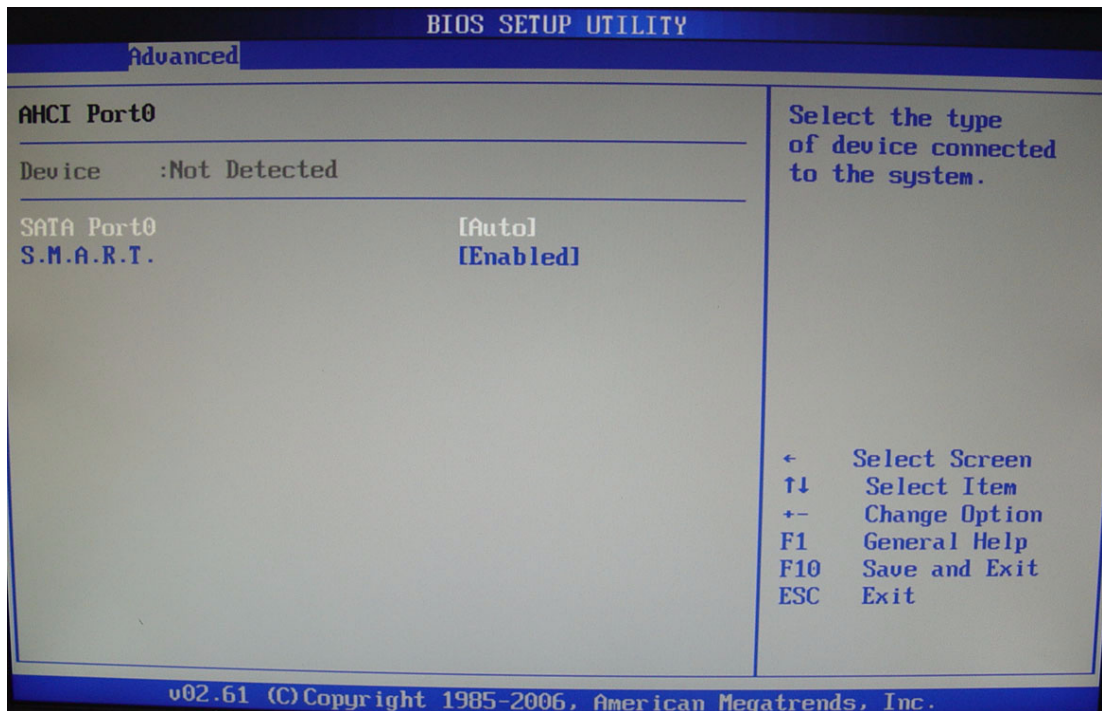 BIOS SETUP UTILITY
Advanced
AHCI Port0
Device :Not Detected
SATA Port0 [Auto]
S.M.A.R.T. [Enabled]
Select the type
of device connected
to the system.
← Select Screen
↑↓ Select Item
+- Change Option
F1 General Help
F10 Save and Exit
ESC Exit
v02.61 (C)Copyright 1985-2006, American Megatrends, Inc.